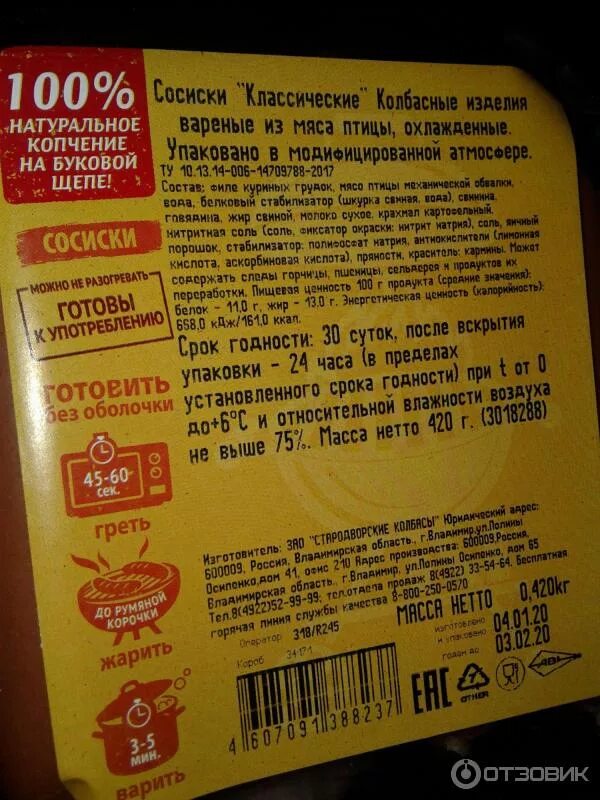 100%
НАТУРАЛЬНОЕ
КОПЧЕНИЕ
НА БУКОВОЙ
ЩЕПЕ!
СОСИСКИ
МОЖНО НЕ РАЗОГРЕВАТЬ
ГОТОВЫ
К УПОТРЕБЛЕНИЮ
ГОТОВИТЬ
без оболочки
45-60
сек.
греть
ДО РУМЯНОЙ
КОРОЧКИ
жарить
3-5
мин.
варить
Сосиски "Классические" Колбасные изделия
вареные из мяса птицы, охлажденные.
Упаковано в модифицированной атмосфере.
ТУ 10.13.14-006-14709788-2017
Состав: филе куриных грудок, мясо птицы механической обвалки,
вода, белковый стабилизатор (шкурка свиная, вода), свинина,
говядина, жир свиной, молоко сухое, крахмал картофельный,
нитритная соль (соль, фиксатор окраски: нитрит натрия), соль, яичный
порошок, стабилизатор: полифосфат натрия, антиокислители (лимонная
кислота, аскорбиновая кислота), пряности, краситель: кармины. Может
содержать следы горчицы, пшеницы, сельдерея и продуктов их
переработки. Пищевая ценность 100 г продукта (средние значения):
белок - 11,0 г, жир - 13,0 г. Энергетическая ценность (калорийность):
658,0 кДж/161,0 ккал.
Срок годности: 30 суток, после вскрытия
упаковки - 24 часа (в пределах
установленного срока годности) при t от 0
до+6°С и относительной влажности воздуха
не выше 75%. Масса нетто 420 г. (3018288)
Изготовитель: ЗАО "СТАРОДВОРСКИЕ КОЛБАСЫ" Юридический адрес:
600009, Россия, Владимирская область, г.Владимир,ул.Полины
Осипенко,дом 41, офис 210 Адрес производства: 600009,Россия,
Владимирская область, г.Владимир, ул.Полины Осипенко, дом 65
Тел.8(4922)52-99-99; тел.отдела продаж 8(4922) 33-54-64. Бесплатная
горячая линия службы качества 8-800-250-0570
МАССА НЕТТО 0,420кг
Оператор 318/R245
изготовлено
и упаковано 04.01.20
Короб
годен до 03.02.20
4 607091 388237
EAC
7
OTHER
АВИ
ОТЗОВИК